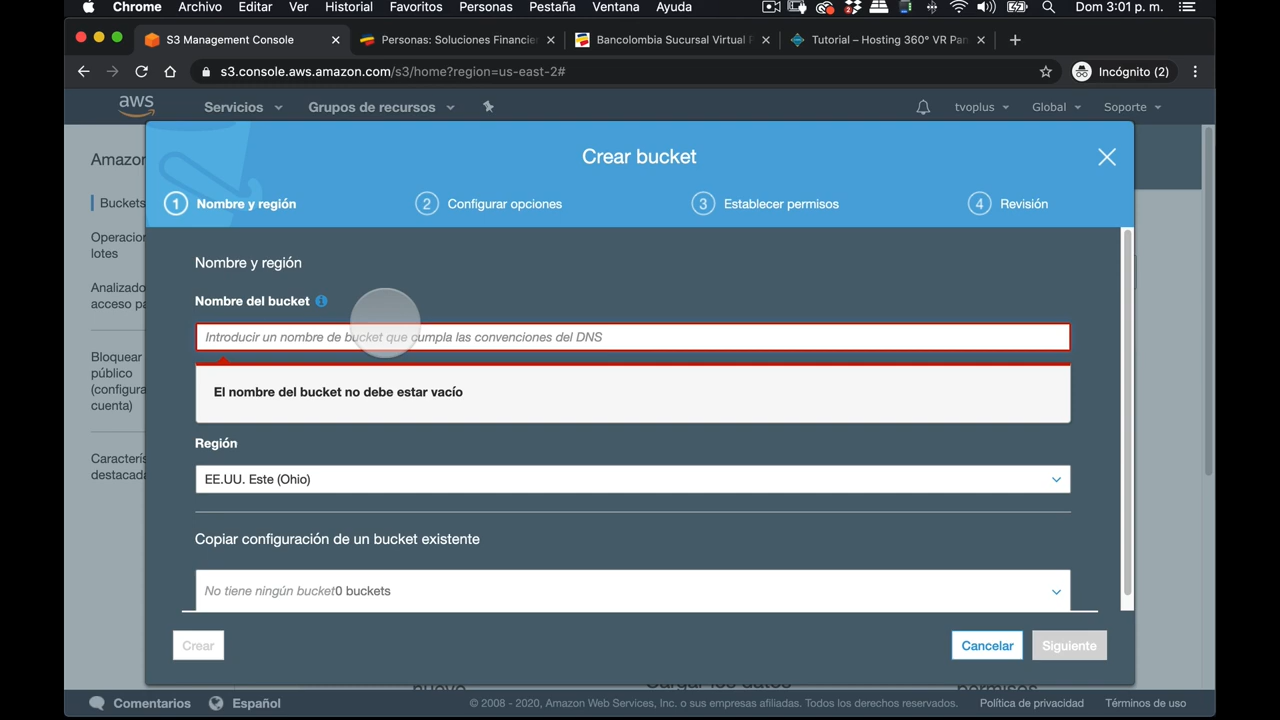 Chrome Archivo Editar Ver Historial Favoritos Personas Pestaña Ventana Ayuda Dom 3:01 p. m.
S3 Management Console Personas: Soluciones Financier Bancolombia Sucursal Virtual Tutorial – Hosting 360° VR Pan
s3.console.aws.amazon.com/s3/home?region=us-east-2# Incógnito (2)
aws Servicios Grupos de recursos tvoplus Global Soporte
Crear bucket
1 Nombre y región 2 Configurar opciones 3 Establecer permisos 4 Revisión
Amazon
Buckets
Operacion
lotes
Analizado
acceso pa
Bloquear
público
(configura
cuenta)
Caracterís
destacada
Nombre y región
Nombre del bucket
Introducir un nombre de bucket que cumpla las convenciones del DNS
El nombre del bucket no debe estar vacío
Región
EE.UU. Este (Ohio)
Copiar configuración de un bucket existente
No tiene ningún bucket0 buckets
Crear Cancelar Siguiente
Comentarios Español © 2008 - 2020, Amazon Web Services, Inc. o sus empresas afiliadas. Todos los derechos reservados. Política de privacidad Términos de uso